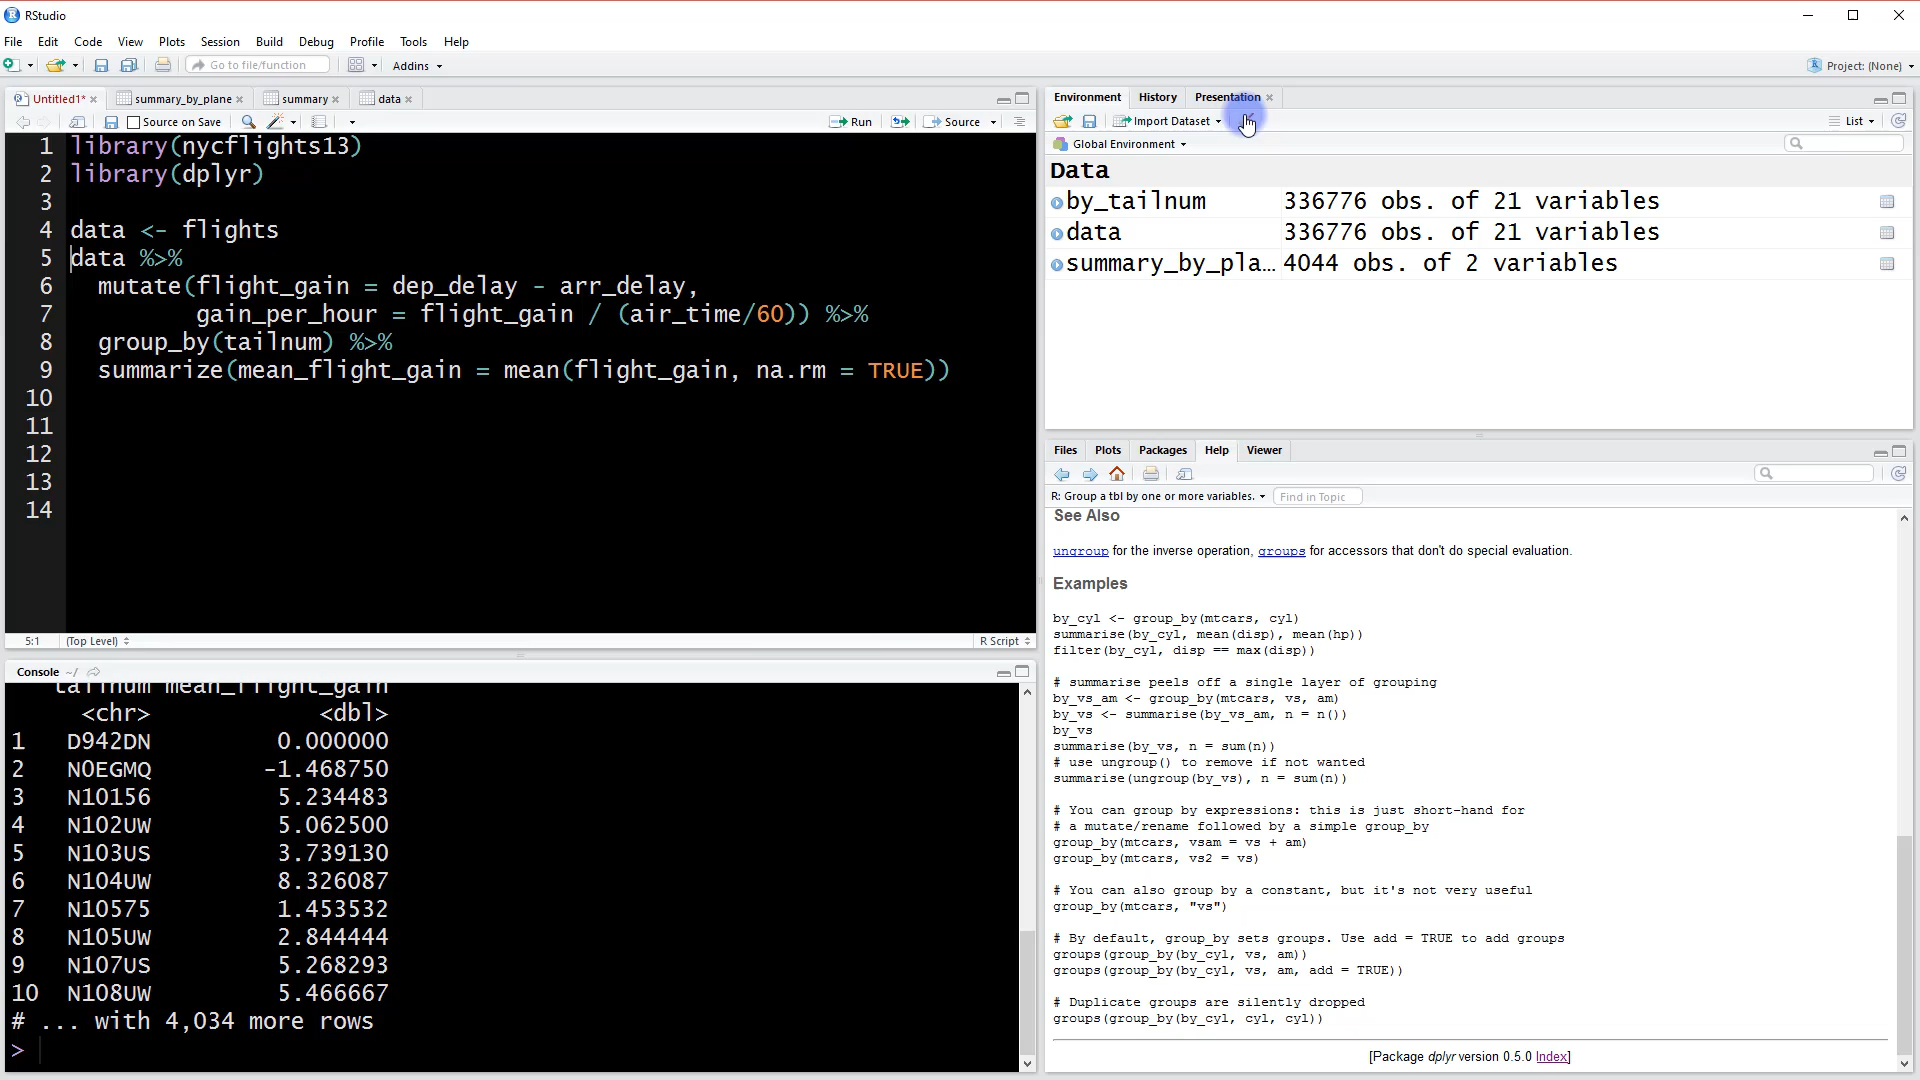 RStudio
File Edit Code View Plots Session Build Debug Profile Tools Help
Go to file/function Addins Project: (None)
Untitled1* summary_by_plane summary data
Source on Save Run Source
1 library(nycflights13)
2 library(dplyr)
3
4 data <- flights
5 data %>%
6 mutate(flight_gain = dep_delay - arr_delay,
7 gain_per_hour = flight_gain / (air_time/60)) %>%
8 group_by(tailnum) %>%
9 summarize(mean_flight_gain = mean(flight_gain, na.rm = TRUE))
10
11
12
13
14
5:1 (Top Level) R Script
Console ~/
tailnum mean_flight_gain
<chr> <dbl>
1 D942DN 0.000000
2 N0EGMQ -1.468750
3 N10156 5.234483
4 N102UW 5.062500
5 N103US 3.739130
6 N104UW 8.326087
7 N10575 1.453532
8 N105UW 2.844444
9 N107US 5.268293
10 N108UW 5.466667
# ... with 4,034 more rows
>
Environment History Presentation
Import Dataset List
Global Environment
Data
by_tailnum 336776 obs. of 21 variables
data 336776 obs. of 21 variables
summary_by_pla... 4044 obs. of 2 variables
Files Plots Packages Help Viewer
R: Group a tbl by one or more variables. Find in Topic
See Also
ungroup for the inverse operation, groups for accessors that don't do special evaluation.
Examples
by_cyl <- group_by(mtcars, cyl)
summarise(by_cyl, mean(disp), mean(hp))
filter(by_cyl, disp == max(disp))
# summarise peels off a single layer of grouping
by_vs_am <- group_by(mtcars, vs, am)
by_vs <- summarise(by_vs_am, n = n())
by_vs
summarise(by_vs, n = sum(n))
# use ungroup() to remove if not wanted
summarise(ungroup(by_vs), n = sum(n))
# You can group by expressions: this is just short-hand for
# a mutate/rename followed by a simple group_by
group_by(mtcars, vsam = vs + am)
group_by(mtcars, vs2 = vs)
# You can also group by a constant, but it's not very useful
group_by(mtcars, "vs")
# By default, group_by sets groups. Use add = TRUE to add groups
groups(group_by(by_cyl, vs, am))
groups(group_by(by_cyl, vs, am, add = TRUE))
# Duplicate groups are silently dropped
groups(group_by(by_cyl, cyl, cyl))
[Package dplyr version 0.5.0 Index]